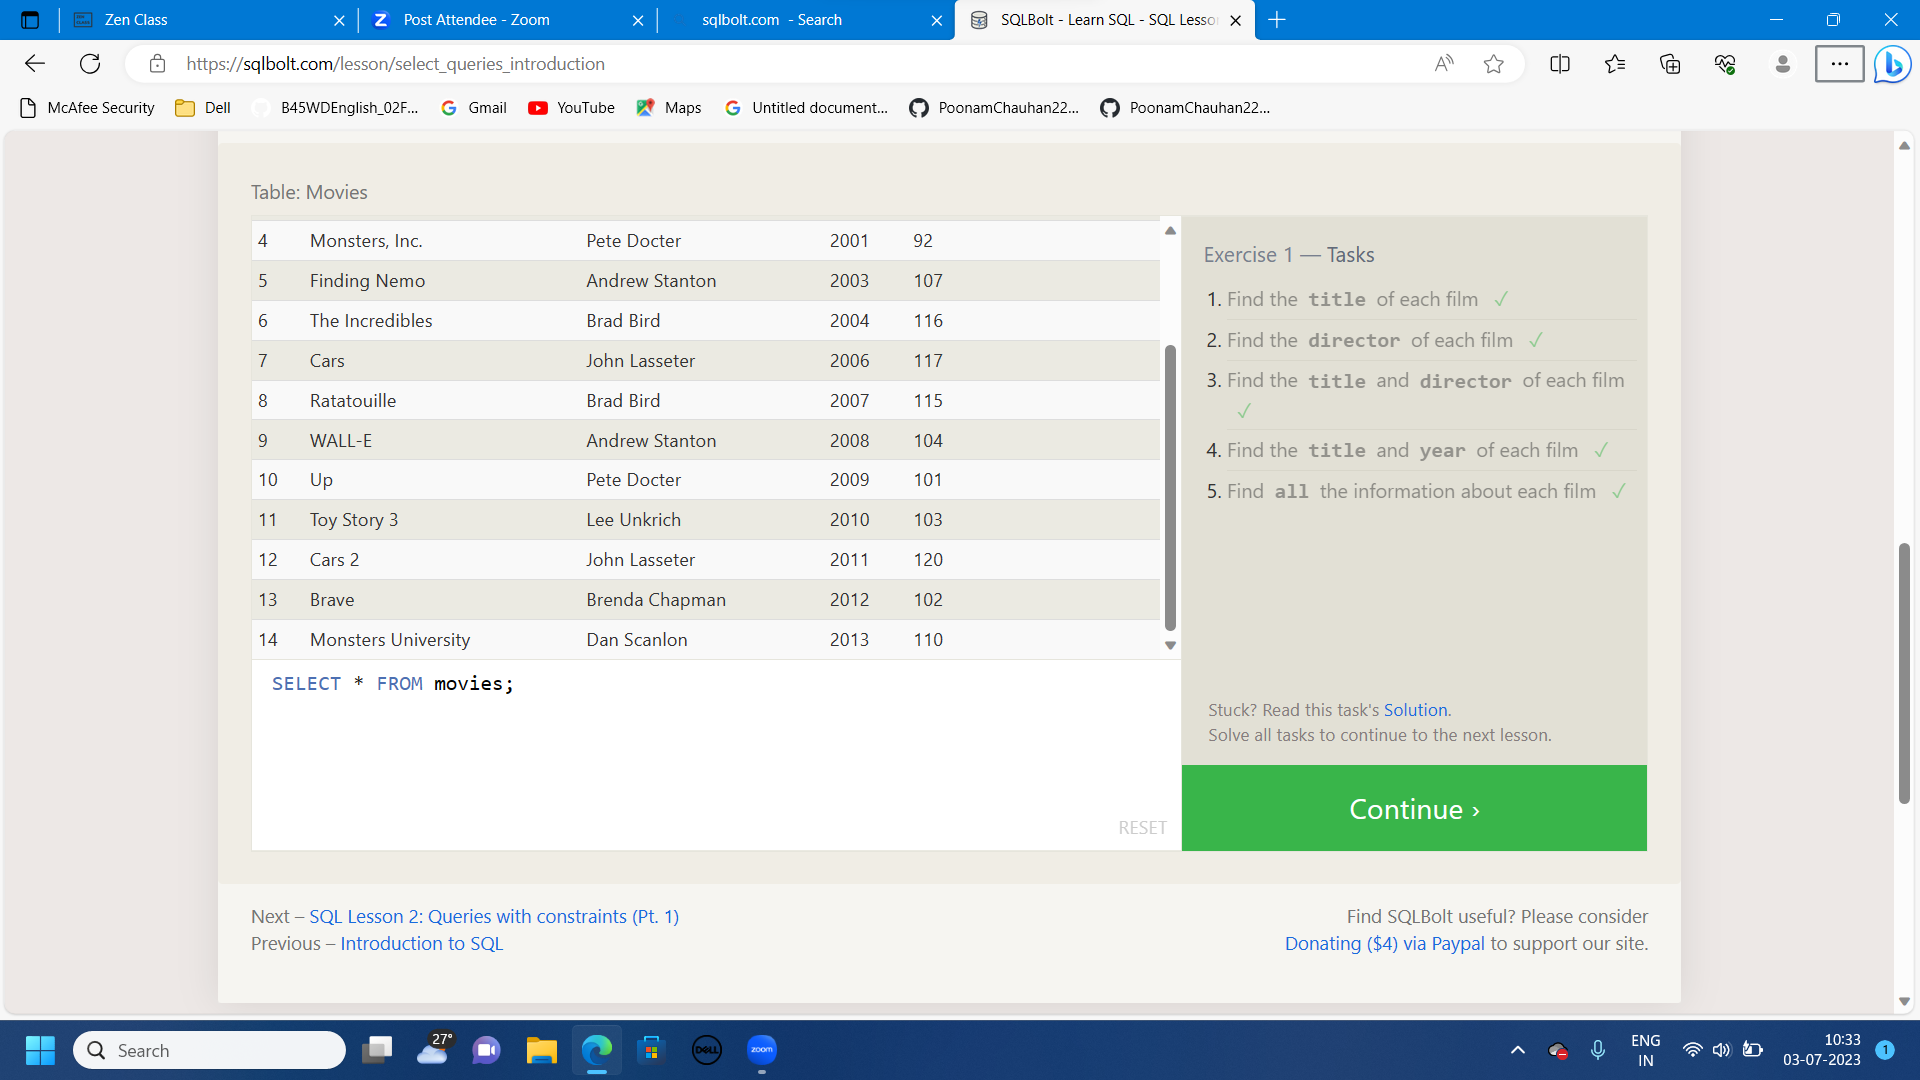 Zen Class
Post Attendee - Zoom
sqlbolt.com - Search
SQLBolt - Learn SQL - SQL Lesso
https://sqlbolt.com/lesson/select_queries_introduction
McAfee Security
Dell
B45WDEnglish_02F...
Gmail
YouTube
Maps
Untitled document...
PoonamChauhan22...
PoonamChauhan22...
Table: Movies
4 Monsters, Inc. Pete Docter 2001 92
5 Finding Nemo Andrew Stanton 2003 107
6 The Incredibles Brad Bird 2004 116
7 Cars John Lasseter 2006 117
8 Ratatouille Brad Bird 2007 115
9 WALL-E Andrew Stanton 2008 104
10 Up Pete Docter 2009 101
11 Toy Story 3 Lee Unkrich 2010 103
12 Cars 2 John Lasseter 2011 120
13 Brave Brenda Chapman 2012 102
14 Monsters University Dan Scanlon 2013 110
SELECT * FROM movies;
RESET
Exercise 1 — Tasks
1. Find the title of each film ✓
2. Find the director of each film ✓
3. Find the title and director of each film
✓
4. Find the title and year of each film ✓
5. Find all the information about each film ✓
Stuck? Read this task's Solution.
Solve all tasks to continue to the next lesson.
Continue ›
Next – SQL Lesson 2: Queries with constraints (Pt. 1)
Previous – Introduction to SQL
Find SQLBolt useful? Please consider
Donating ($4) via Paypal to support our site.
Search
27°
DELL
zoom
ENG
IN
10:33
03-07-2023
1